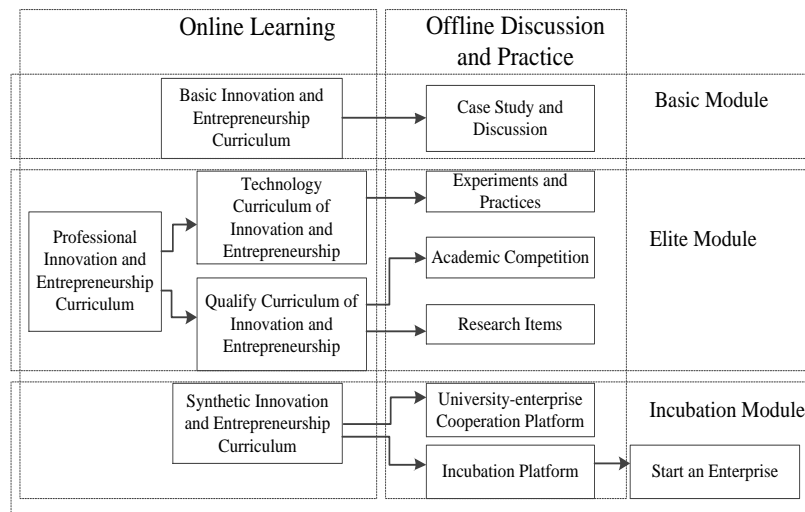 Online Learning
Offline Discussion
and Practice
Basic Innovation and
Entrepreneurship
Curriculum
Case Study and
Discussion
Basic Module
Professional
Innovation and
Entrepreneurship
Curriculum
Technology
Curriculum of
Innovation and
Entrepreneurship
Experiments and
Practices
Qualify Curriculum of
Innovation and
Entrepreneurship
Academic Competition
Research Items
Elite Module
Synthetic Innovation
and Entrepreneurship
Curriculum
University-enterprise
Cooperation Platform
Incubation Platform
Start an Enterprise
Incubation Module